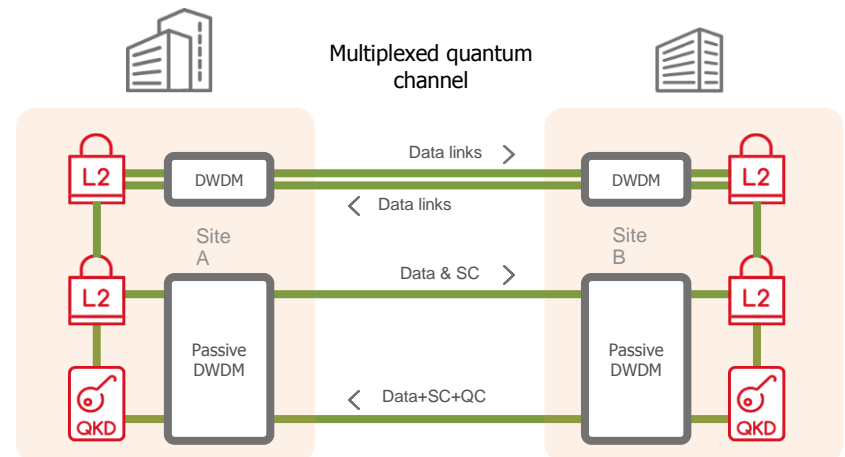 Multiplexed quantum
channel
Data links
L2
DWDM
DWDM
L2
Data links
Site
A
Site
B
Data & SC
L2
L2
Passive
DWDM
Passive
DWDM
Data+SC+QC
QKD
QKD